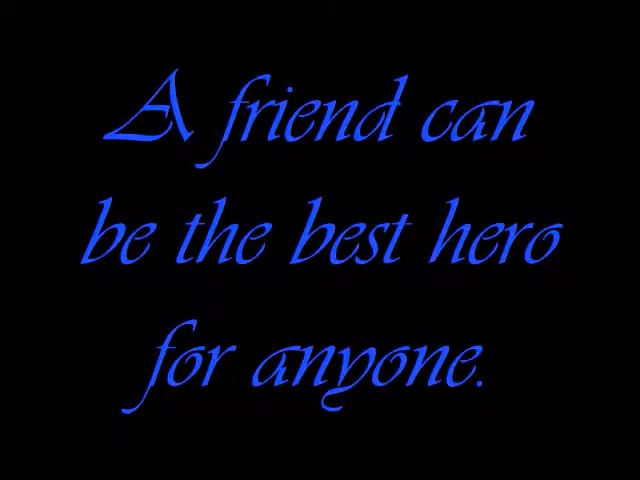 A friend can
be the best hero
for anyone.